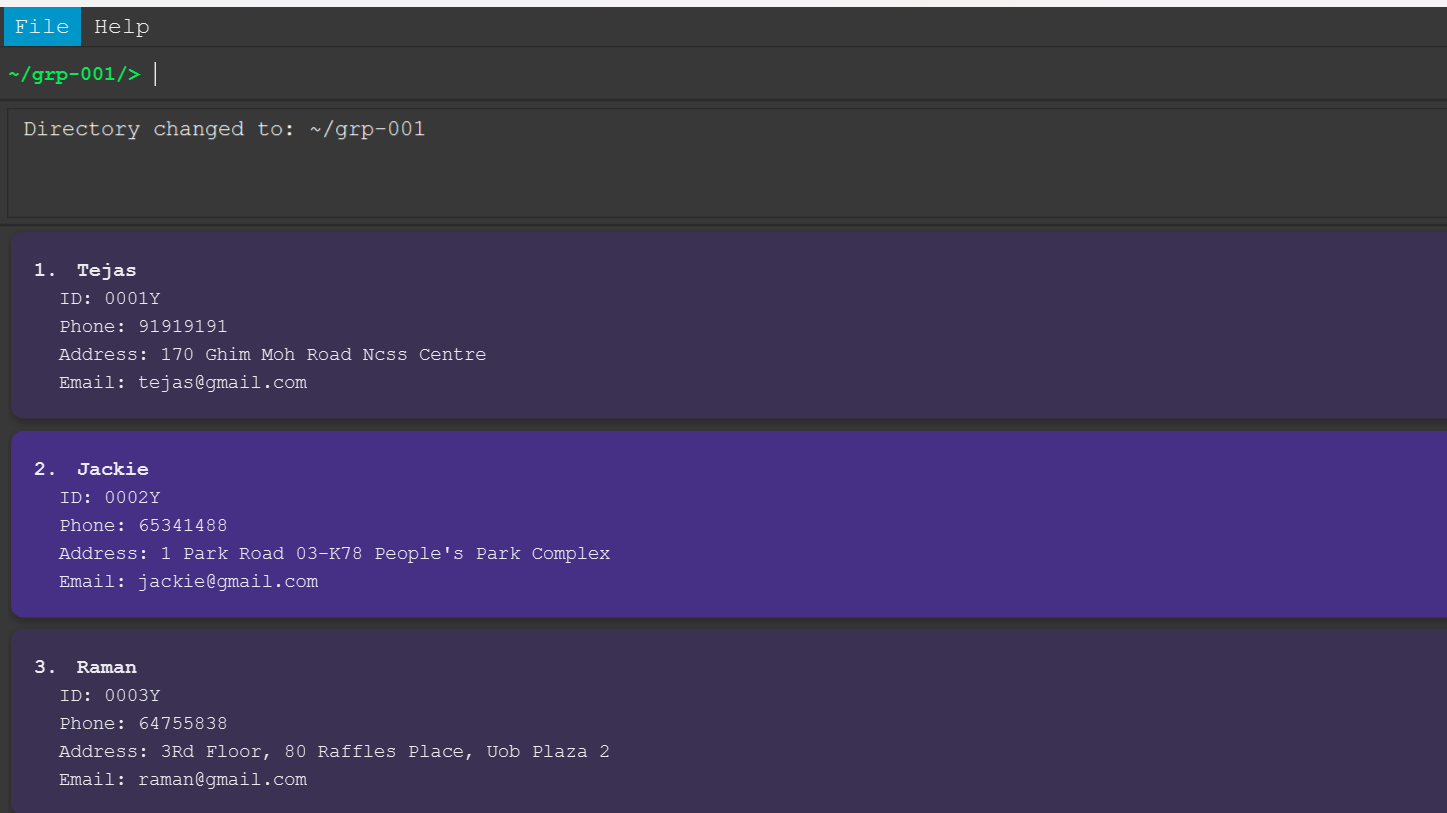 File Help
~/grp-001/>
Directory changed to: ~/grp-001
1. Tejas
ID: 0001Y
Phone: 91919191
Address: 170 Ghim Moh Road Ncss Centre
Email: tejas@gmail.com
2. Jackie
ID: 0002Y
Phone: 65341488
Address: 1 Park Road 03-K78 People's Park Complex
Email: jackie@gmail.com
3. Raman
ID: 0003Y
Phone: 64755838
Address: 3Rd Floor, 80 Raffles Place, Uob Plaza 2
Email: raman@gmail.com